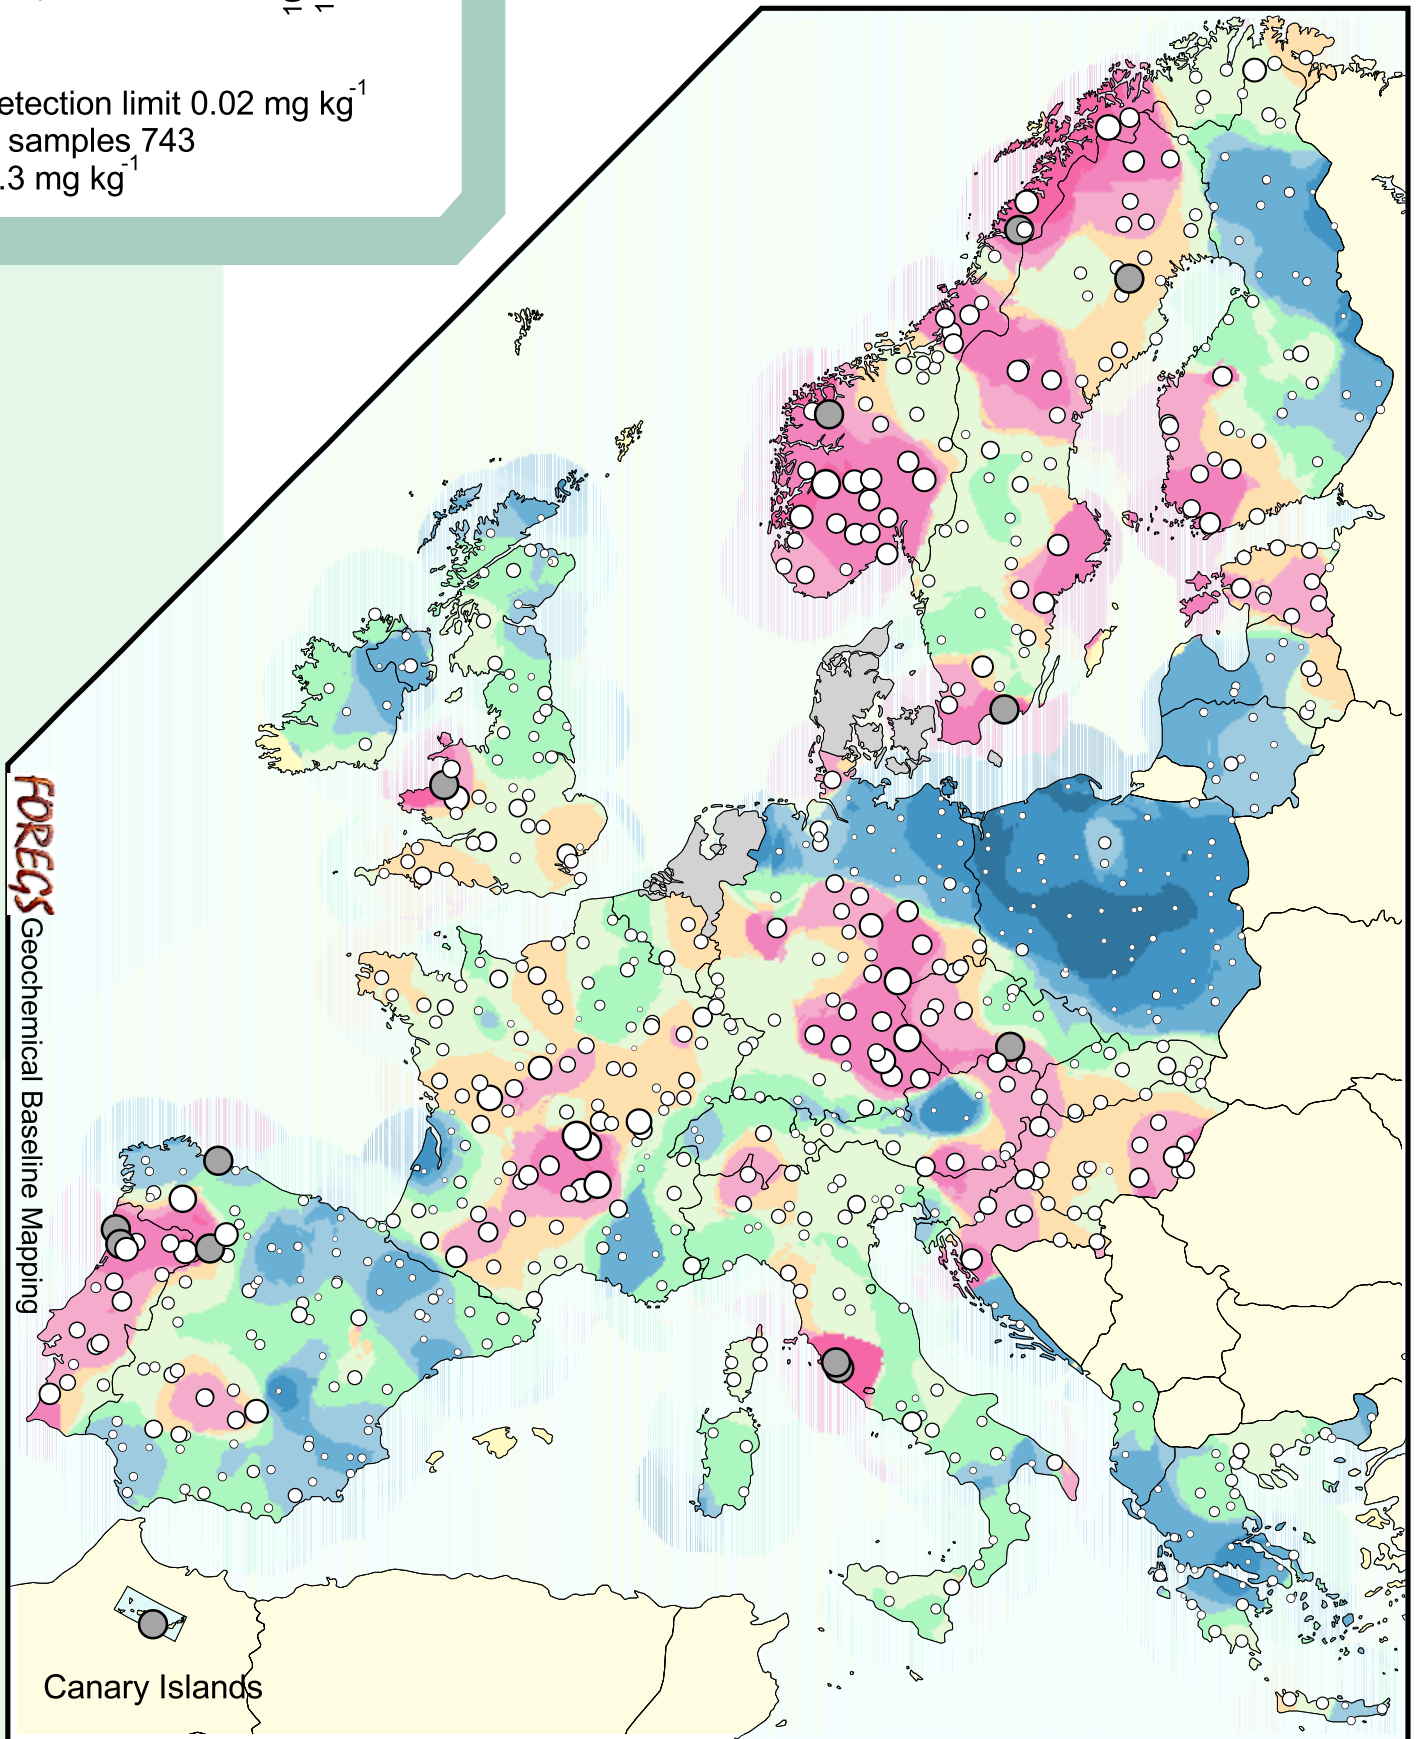 etection limit 0.02 mg kg-1
samples 743
.3 mg kg-1
FOREGS Geochemical Baseline Mapping
Canary Islands